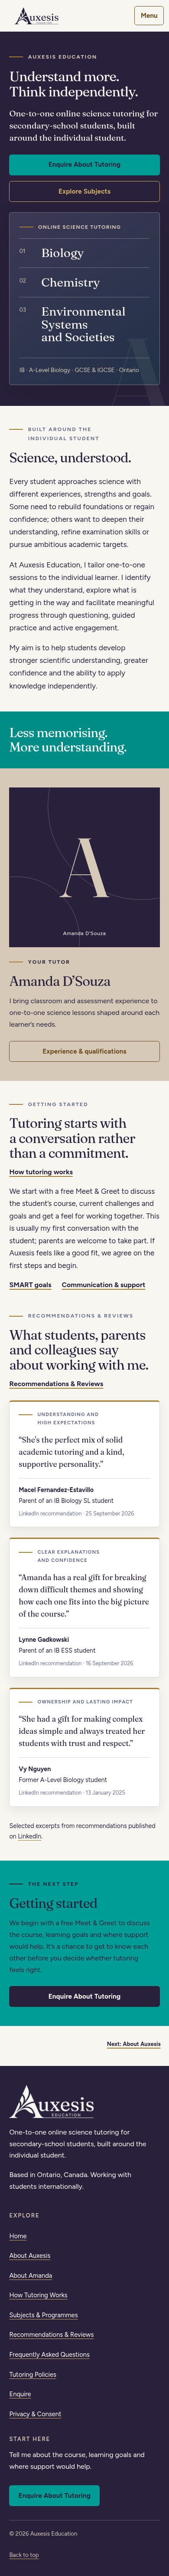 Auxesis
EDUCATION
Menu
AUXESIS EDUCATION
Understand more.
Think independently.
One-to-one online science tutoring for
secondary-school students, built
around the individual student.
Enquire About Tutoring
Explore Subjects
ONLINE SCIENCE TUTORING
01 Biology
02 Chemistry
03 Environmental
Systems
and Societies
IB · A-Level Biology · GCSE & IGCSE · Ontario
BUILT AROUND THE
INDIVIDUAL STUDENT
Science, understood.
Every student approaches science with
different experiences, strengths and goals.
Some need to rebuild foundations or regain
confidence; others want to deepen their
understanding, refine examination skills or
pursue ambitious academic targets.
At Auxesis Education, I tailor one-to-one
sessions to the individual learner. I identify
what they understand, explore what is
getting in the way and facilitate meaningful
progress through questioning, guided
practice and active engagement.
My aim is to help students develop
stronger scientific understanding, greater
confidence and the ability to apply
knowledge independently.
Less memorising.
More understanding.
A
Amanda D'Souza
YOUR TUTOR
Amanda D'Souza
I bring classroom and assessment experience to
one-to-one science lessons shaped around each
learner's needs.
Experience & qualifications
GETTING STARTED
Tutoring starts with
a conversation rather
than a commitment.
How tutoring works
We start with a free Meet & Greet to discuss
the student's course, current challenges and
goals and get a feel for working together. This
is usually my first conversation with the
student; parents are welcome to take part. If
Auxesis feels like a good fit, we agree on the
first steps and begin.
SMART goals Communication & support
RECOMMENDATIONS & REVIEWS
What students, parents
and colleagues say
about working with me.
Recommendations & Reviews
UNDERSTANDING AND
HIGH EXPECTATIONS
“She's the perfect mix of solid
academic tutoring and a kind,
supportive personality.”
Macel Fernandez-Estavillo
Parent of an IB Biology SL student
LinkedIn recommendation · 25 September 2026
CLEAR EXPLANATIONS
AND CONFIDENCE
“Amanda has a real gift for breaking
down difficult themes and showing
how each one fits into the big picture
of the course.”
Lynne Gadkowski
Parent of an IB ESS student
LinkedIn recommendation · 16 September 2026
OWNERSHIP AND LASTING IMPACT
“She had a gift for making complex
ideas simple and always treated her
students with trust and respect.”
Vy Nguyen
Former A-Level Biology student
LinkedIn recommendation · 13 January 2025
Selected excerpts from recommendations published
on LinkedIn.
THE NEXT STEP
Getting started
We begin with a free Meet & Greet to discuss
the course, learning goals and where support
would help. It's a chance to get to know each
other before you decide whether tutoring
feels right.
Enquire About Tutoring
Next: About Auxesis
Auxesis
EDUCATION
One-to-one online science tutoring for
secondary-school students, built around the
individual student.
Based in Ontario, Canada. Working with
students internationally.
EXPLORE
Home
About Auxesis
About Amanda
How Tutoring Works
Subjects & Programmes
Recommendations & Reviews
Frequently Asked Questions
Tutoring Policies
Enquire
Privacy & Consent
START HERE
Tell me about the course, learning goals and
where support would help.
Enquire About Tutoring
© 2026 Auxesis Education
Back to top